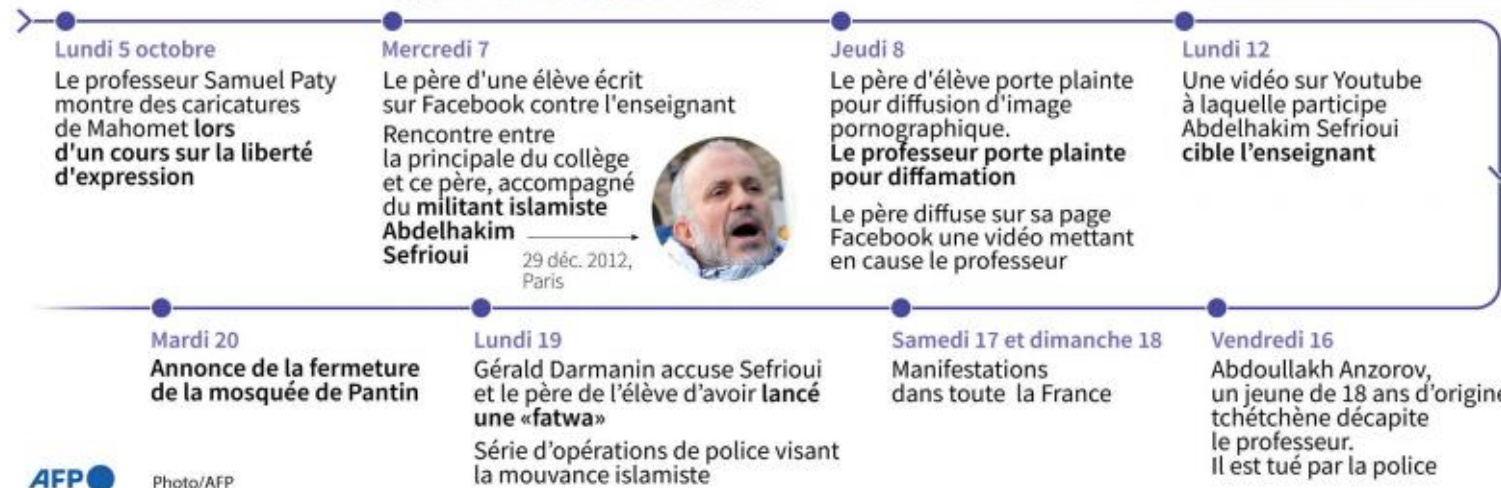 Lundi 5 octobre
Le professeur Samuel Paty
montre des caricatures
de Mahomet lors
d'un cours sur la liberté
d'expression
Mercredi 7
Le père d'une élève écrit
sur Facebook contre l'enseignant
Rencontre entre
la principale du collège
et ce père, accompagné
du militant islamiste
Abdelhakim
Sefrioui
29 déc. 2012,
Paris
Jeudi 8
Le père d'élève porte plainte
pour diffusion d'image
pornographique.
Le professeur porte plainte
pour diffamation
Le père diffuse sur sa page
Facebook une vidéo mettant
en cause le professeur
Lundi 12
Une vidéo sur Youtube
à laquelle participe
Abdelhakim Sefrioui
cible l’enseignant
Vendredi 16
Abdoullakh Anzorov,
un jeune de 18 ans d’origine
tchétchène décapite
le professeur.
Il est tué par la police
Samedi 17 et dimanche 18
Manifestations
dans toute la France
Lundi 19
Gérald Darmanin accuse Sefrioui
et le père de l’élève d’avoir lancé
une «fatwa»
Série d’opérations de police visant
la mouvance islamiste
Mardi 20
Annonce de la fermeture
de la mosquée de Pantin
AFP
Photo/AFP